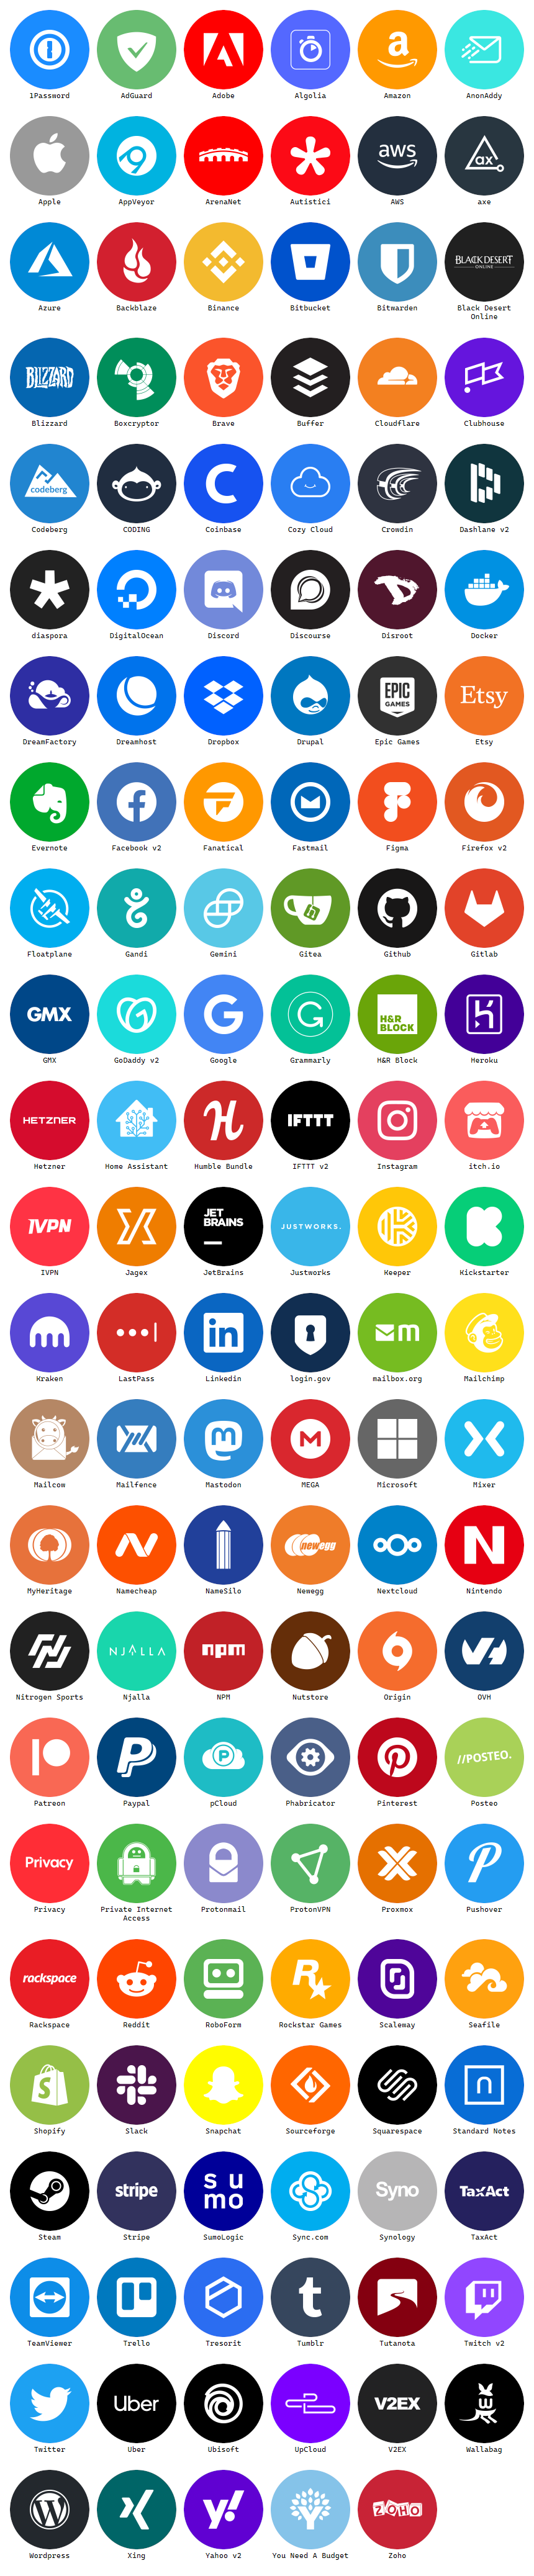 1Password AdGuard Adobe Algolia Amazon AnonAddy
aws ax
Apple AppVeyor ArenaNet Autistici AWS axe
BLACK DESERT
ONLINE
Azure Backblaze Binance Bitbucket Bitwarden Black Desert
Online
BLIZZARD
Blizzard Boxcryptor Brave Buffer Cloudflare Clubhouse
codeberg
Codeberg CODING Coinbase Cozy Cloud Crowdin Dashlane v2
diaspora DigitalOcean Discord Discourse Disroot Docker
EPIC
GAMES
Etsy
DreamFactory Dreamhost Dropbox Drupal Epic Games Etsy
Evernote Facebook v2 Fanatical Fastmail Figma Firefox v2
Floatplane Gandi Gemini Gitea Github Gitlab
GMX G H&R
BLOCK
GMX GoDaddy v2 Google Grammarly H&R Block Heroku
HETZNER H IFTTT
Hetzner Home Assistant Humble Bundle IFTTT v2 Instagram itch.io
IVPN JET
BRAINS JUSTWORKS.
IVPN Jagex JetBrains Justworks Keeper Kickstarter
in m
Kraken LastPass Linkedin login.gov mailbox.org Mailchimp
m M
Mailcow Mailfence Mastodon MEGA Microsoft Mixer
newegg N
MyHeritage Namecheap NameSilo Newegg Nextcloud Nintendo
NJALLA npm
Nitrogen Sports Njalla NPM Nutstore Origin OVH
P P //POSTEO.
Patreon Paypal pCloud Phabricator Pinterest Posteo
Privacy
Privacy Private Internet
Access Protonmail ProtonVPN Proxmox Pushover
rackspace R
Rackspace Reddit RoboForm Rockstar Games Scaleway Seafile
S n
Shopify Slack Snapchat Sourceforge Squarespace Standard Notes
stripe su
mo Syno TaxAct
Steam Stripe SumoLogic Sync.com Synology TaxAct
t
TeamViewer Trello Tresorit Tumblr Tutanota Twitch v2
Uber V2EX W
Twitter Uber Ubisoft UpCloud V2EX Wallabag
W y! ZOHO
Wordpress Xing Yahoo v2 You Need A Budget Zoho